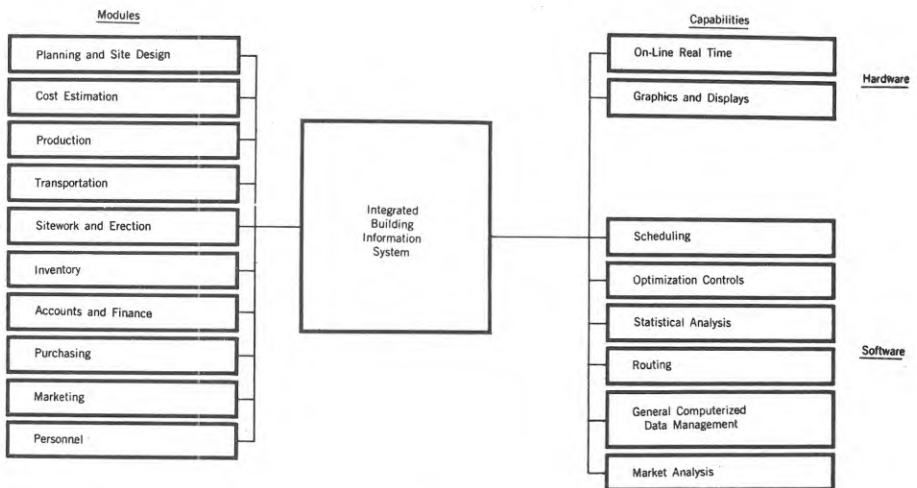 Modules
Planning and Site Design
Cost Estimation
Production
Transportation
Sitework and Erection
Inventory
Accounts and Finance
Purchasing
Marketing
Personnel
Integrated
Building
Information
System
Capabilities
On-Line Real Time
Graphics and Displays
Hardware
Scheduling
Optimization Controls
Statistical Analysis
Routing
General Computerized
Data Management
Market Analysis
Software